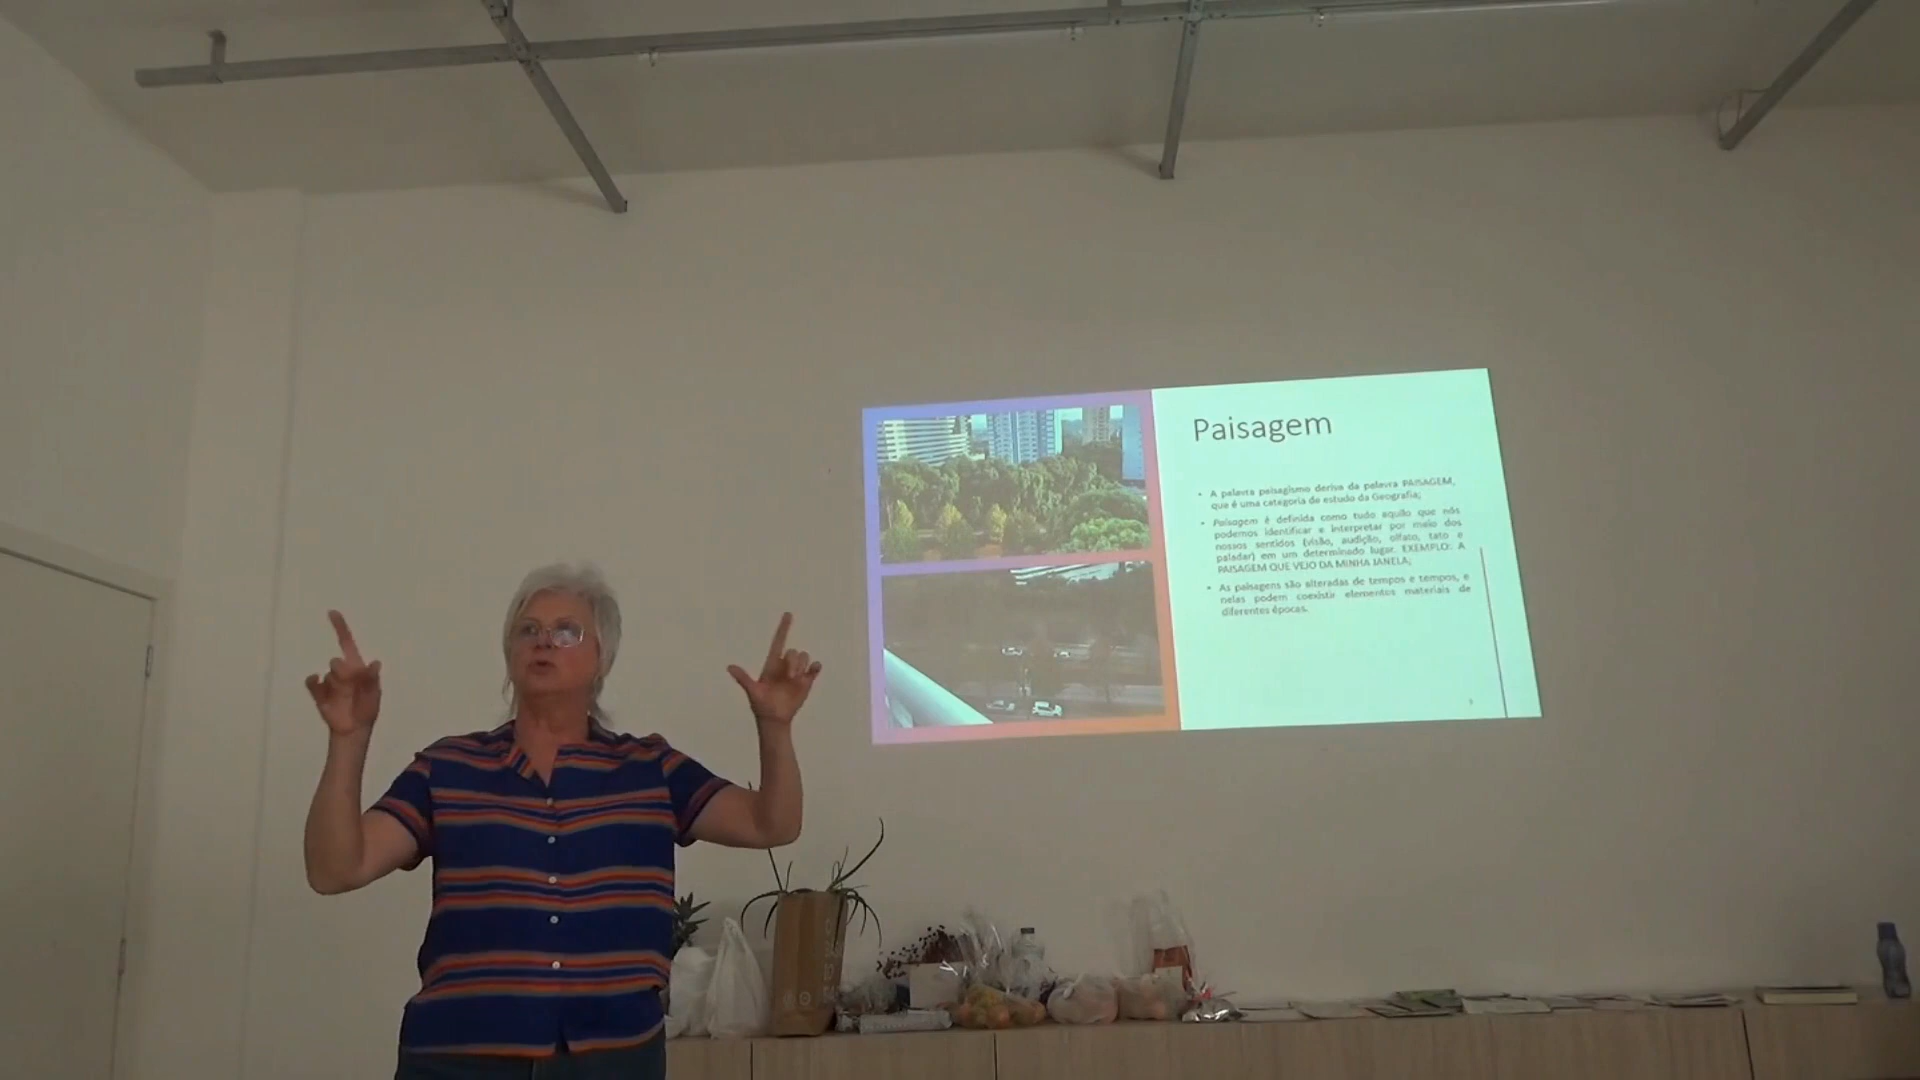 Paisagem
• A palavra paisagismo deriva da palavra PAISAGEM,
que é uma categoria de estudo da Geografia;
• Paisagem é definida como tudo aquilo que nós
podemos identificar e interpretar por meio dos
nossos sentidos (visão, audição, olfato, tato e
paladar) em um determinado lugar. EXEMPLO: A
PAISAGEM QUE VEJO DA MINHA JANELA;
• As paisagens são alteradas de tempos e tempos, e
nelas podem coexistir elementos materiais de
diferentes épocas.